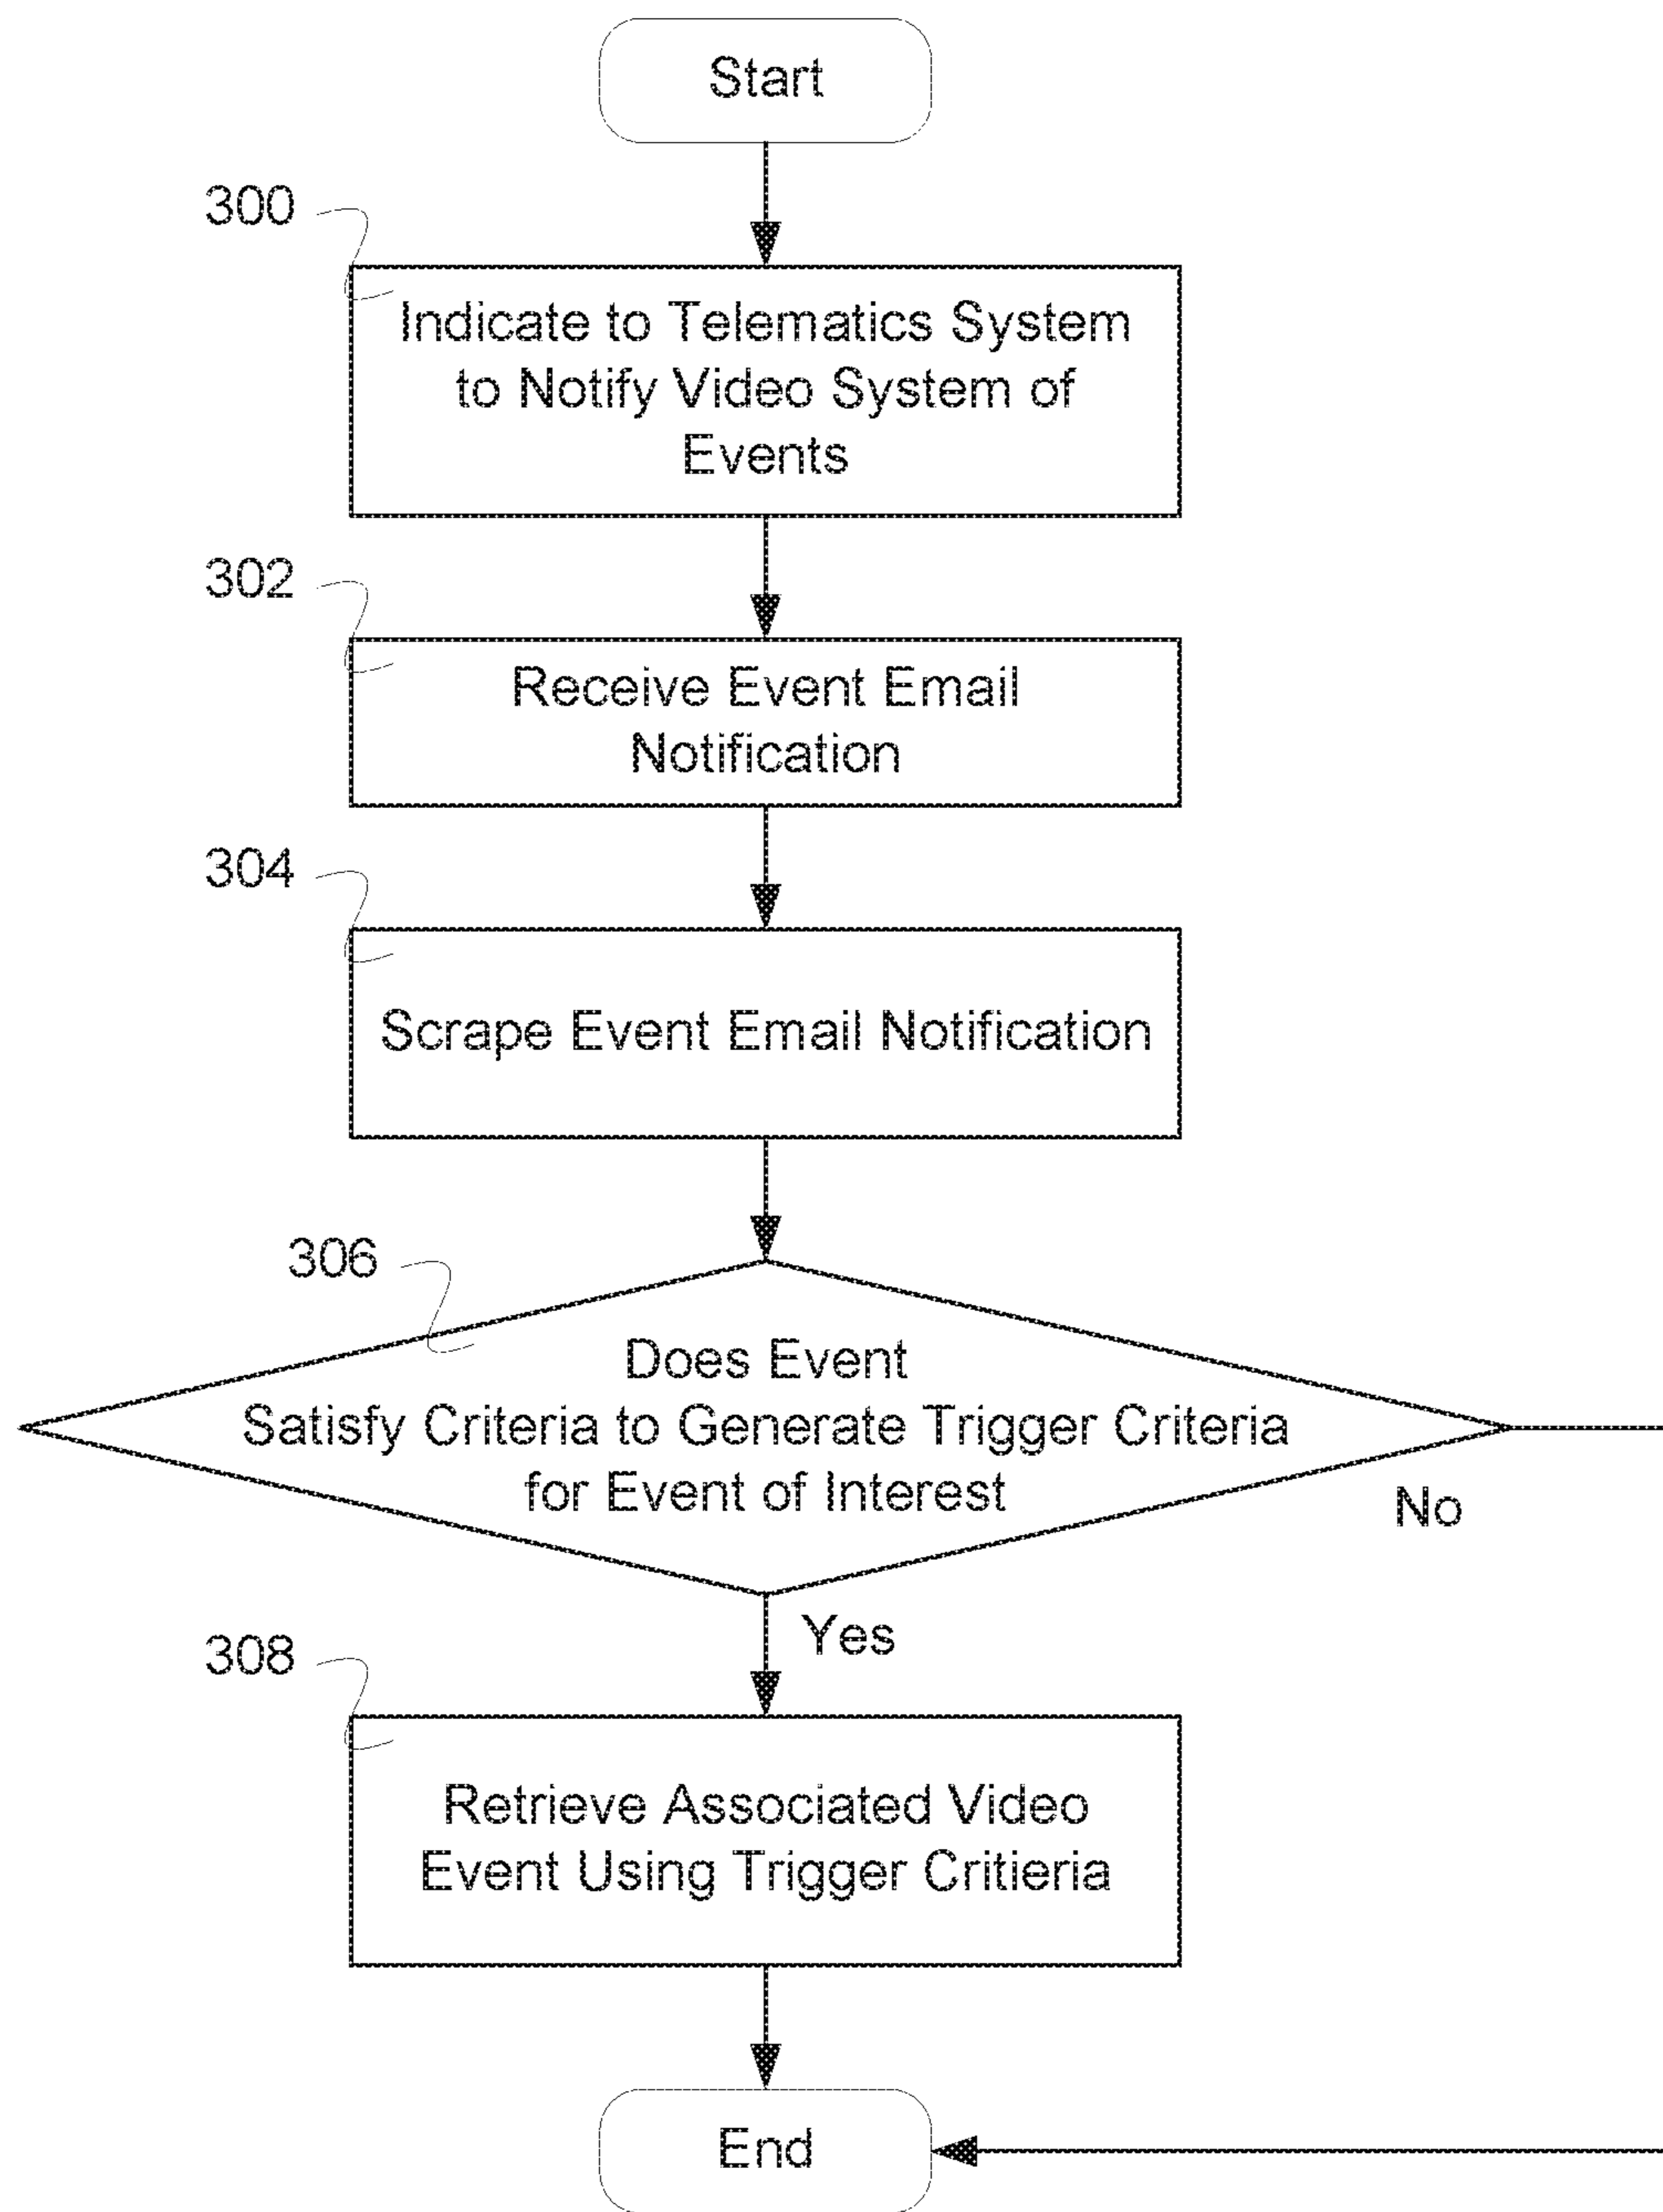 Start
300
Indicate to Telematics System
to Notify Video System of
Events
302
Receive Event Email
Notification
304
Scrape Event Email Notification
306
Does Event
Satisfy Criteria to Generate Trigger Criteria
for Event of Interest
No
Yes
308
Retrieve Associated Video
Event Using Trigger Critieria
End